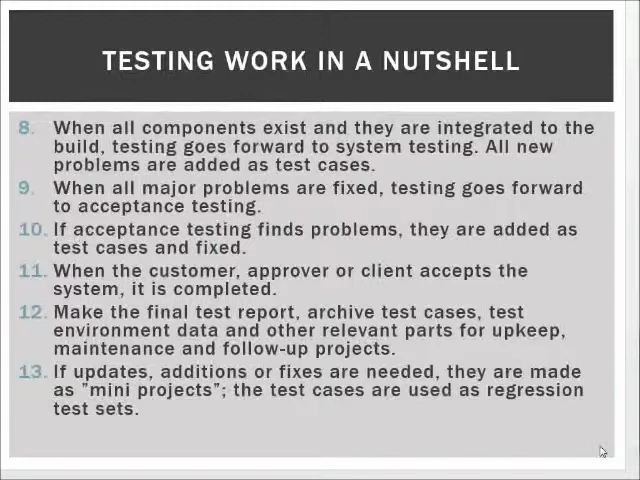 TESTING WORK IN A NUTSHELL
8. When all components exist and they are integrated to the
build, testing goes forward to system testing. All new
problems are added as test cases.
9. When all major problems are fixed, testing goes forward
to acceptance testing.
10. If acceptance testing finds problems, they are added as
test cases and fixed.
11. When the customer, approver or client accepts the
system, it is completed.
12. Make the final test report, archive test cases, test
environment data and other relevant parts for upkeep,
maintenance and follow-up projects.
13. If updates, additions or fixes are needed, they are made
as ”mini projects”; the test cases are used as regression
test sets.